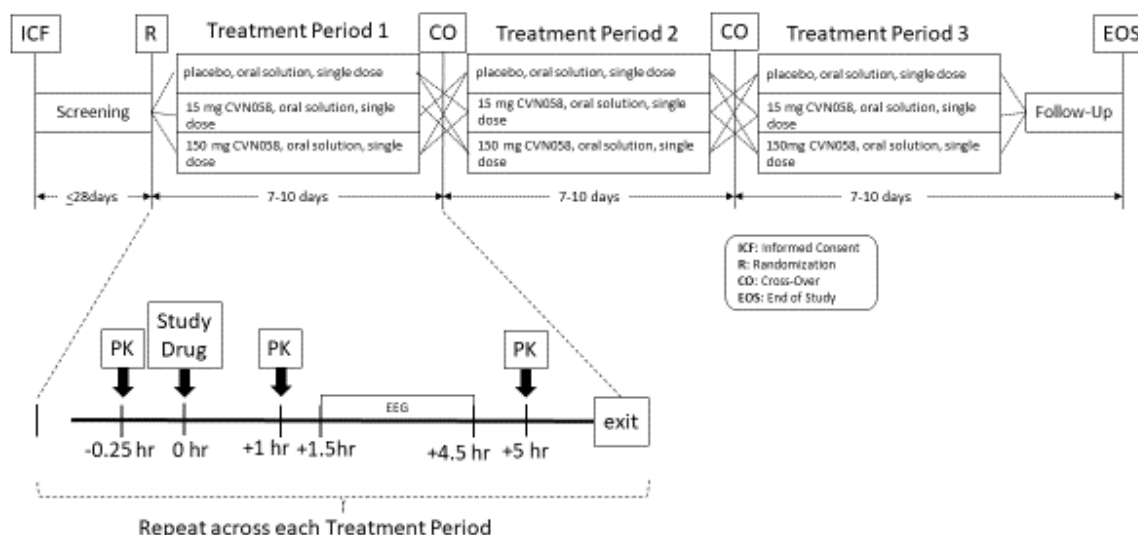 ICF
R
Treatment Period 1
CO
Treatment Period 2
CO
Treatment Period 3
EOS
Screening
placebo, oral solution, single dose
15 mg CVN058, oral solution, single
dose
150 mg CVN058, oral solution, single
dose
placebo, oral solution, single dose
15 mg CVN058, oral solution, single
dose
150 mg CVN058, oral solution, single
dose
placebo, oral solution, single dose
15 mg CVN058, oral solution, single
dose
150mg CVN058, oral solution, single
dose
Follow-Up
≤28days
7-10 days
7-10 days
7-10 days
ICF: Informed Consent
R: Randomization
CO: Cross-Over
EOS: End of Study
PK
Study
Drug
PK
PK
EEG
exit
-0.25 hr
0 hr
+1 hr
+1.5hr
+4.5 hr
+5 hr
Repeat across each Treatment Period